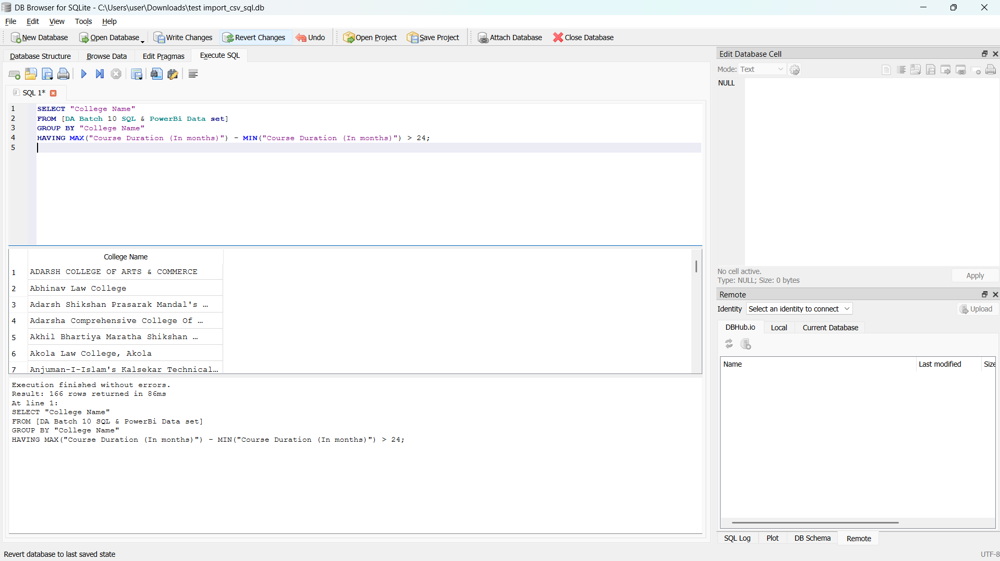 DB Browser for SQLite - C:\Users\user\Downloads\test import_csv_sql.db
File Edit View Tools Help
New Database Open Database Write Changes Revert Changes Undo Open Project Save Project Attach Database Close Database
Database Structure Browse Data Edit Pragmas Execute SQL
SQL 1*
1 SELECT "College Name"
2 FROM [DA Batch 10 SQL & PowerBi Data set]
3 GROUP BY "College Name"
4 HAVING MAX("Course Duration (In months)") - MIN("Course Duration (In months)") > 24;
5
College Name
1 ADARSH COLLEGE OF ARTS & COMMERCE
2 Abhinav Law College
3 Adarsh Shikshan Prasarak Mandal's ...
4 Adarsha Comprehensive College Of ...
5 Akhil Bhartiya Maratha Shikshan ...
6 Akola Law College, Akola
7 Anjuman-I-Islam's Kalsekar Technical...
Execution finished without errors.
Result: 166 rows returned in 86ms
At line 1:
SELECT "College Name"
FROM [DA Batch 10 SQL & PowerBi Data set]
GROUP BY "College Name"
HAVING MAX("Course Duration (In months)") - MIN("Course Duration (In months)") > 24;
Edit Database Cell
Mode: Text
NULL
No cell active.
Type: NULL; Size: 0 bytes
Apply
Remote
Identity Select an identity to connect Upload
DBHub.io Local Current Database
Name Last modified Size
SQL Log Plot DB Schema Remote
Revert database to last saved state
UTF-8